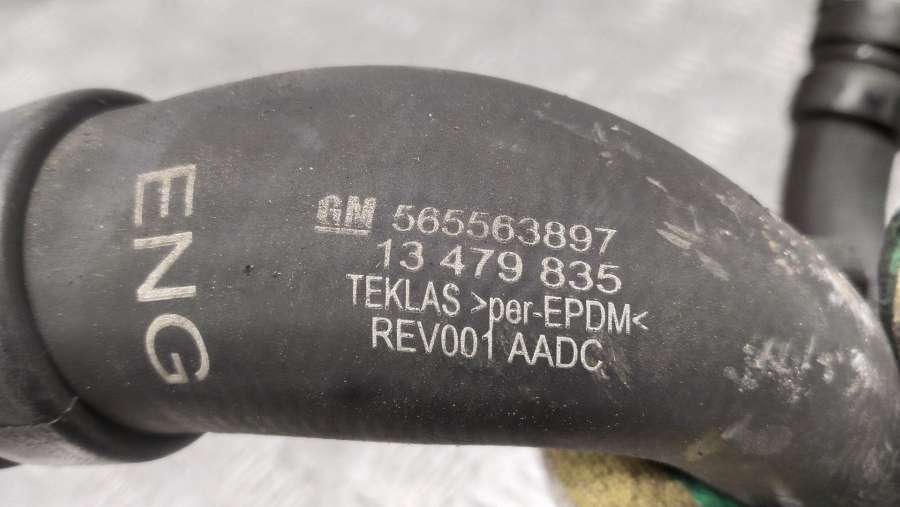 ENG
GM 565563897
13 479 835
TEKLAS >per-EPDM<
REV001 AADC